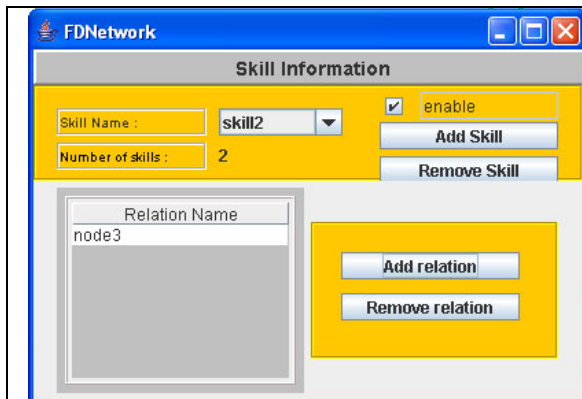 FDNetwork
Skill Information
Skill Name :
skill2
enable
Add Skill
Number of skills :
2
Remove Skill
Relation Name
node3
Add relation
Remove relation